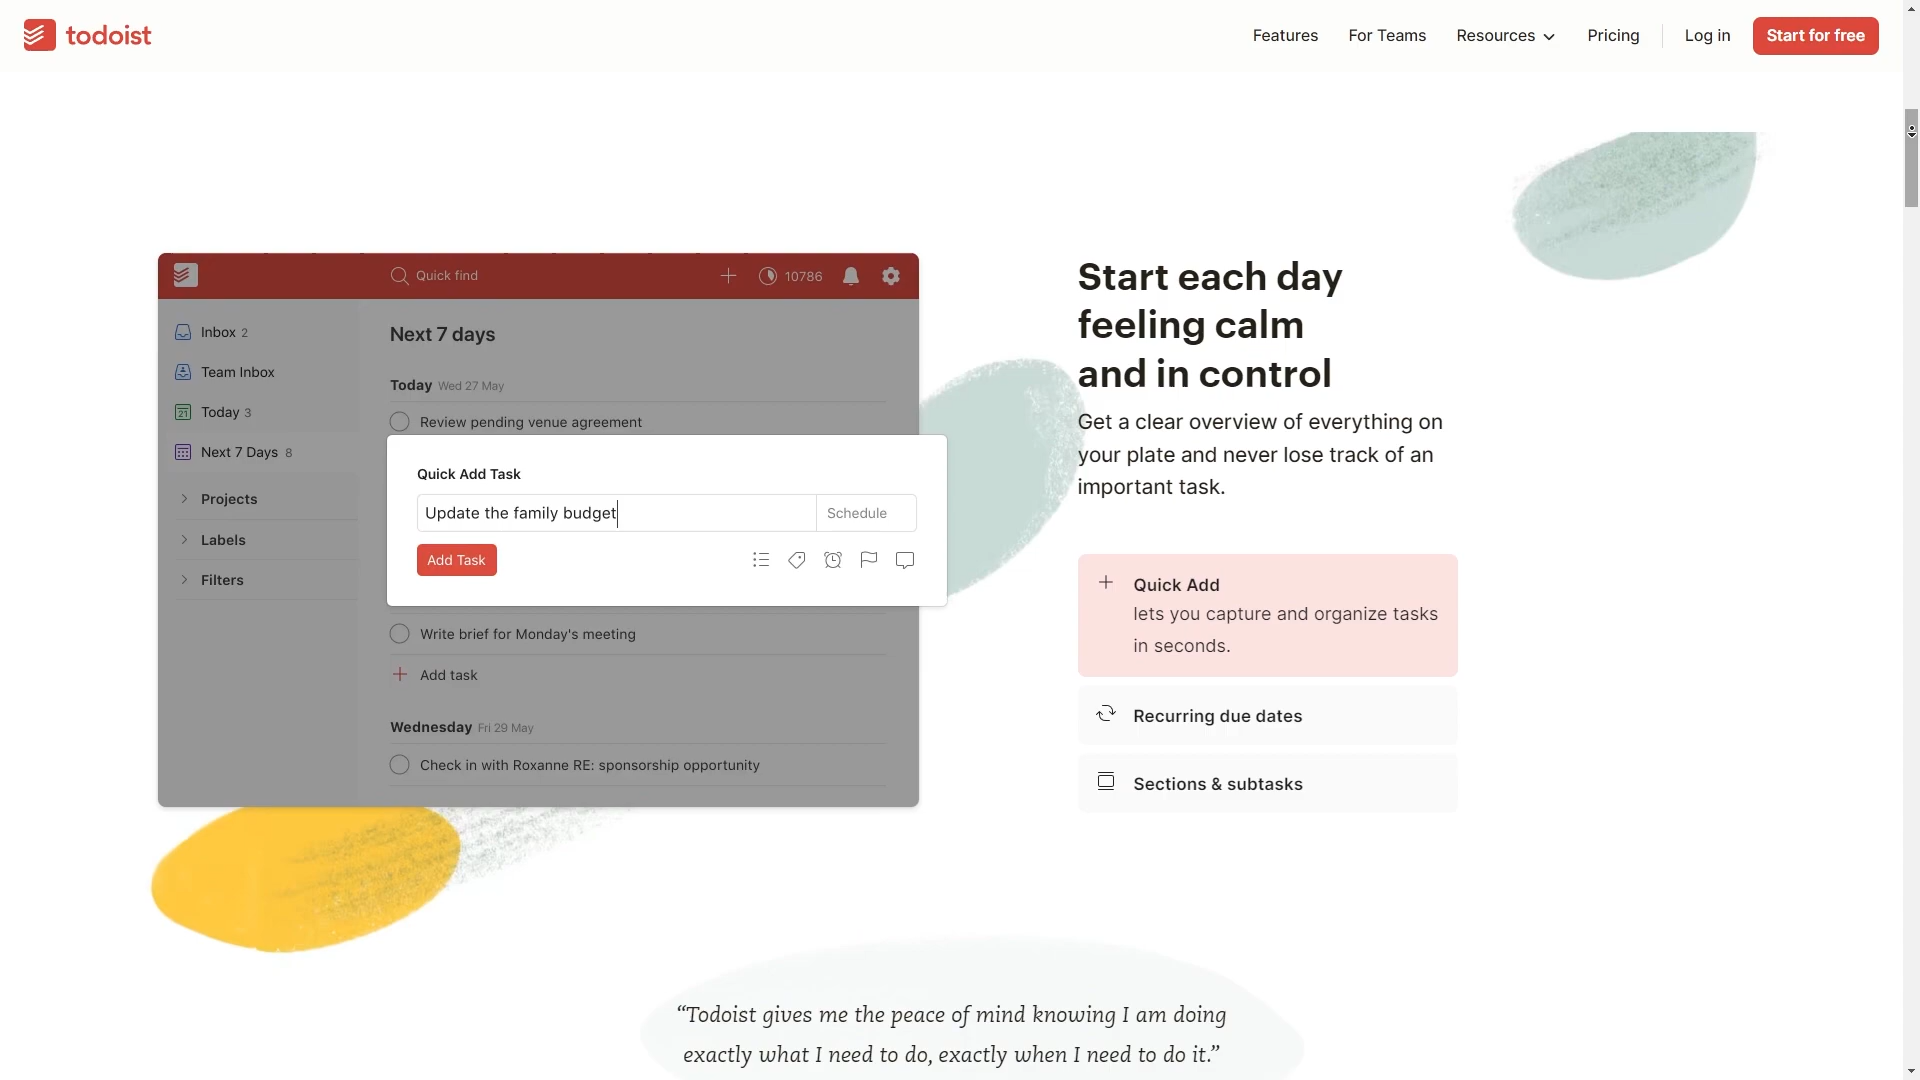 todoist
Features
For Teams
Resources
Pricing
Log in
Start for free
Quick find
10786
Inbox 2
Team Inbox
Today 3
Next 7 Days 8
Projects
Labels
Filters
Next 7 days
Today Wed 27 May
Review pending venue agreement
Quick Add Task
Update the family budget
Schedule
Add Task
Write brief for Monday's meeting
Add task
Wednesday Fri 29 May
Check in with Roxanne RE: sponsorship opportunity
Start each day
feeling calm
and in control
Get a clear overview of everything on
your plate and never lose track of an
important task.
Quick Add
lets you capture and organize tasks
in seconds.
Recurring due dates
Sections & subtasks
“Todoist gives me the peace of mind knowing I am doing
exactly what I need to do, exactly when I need to do it.”